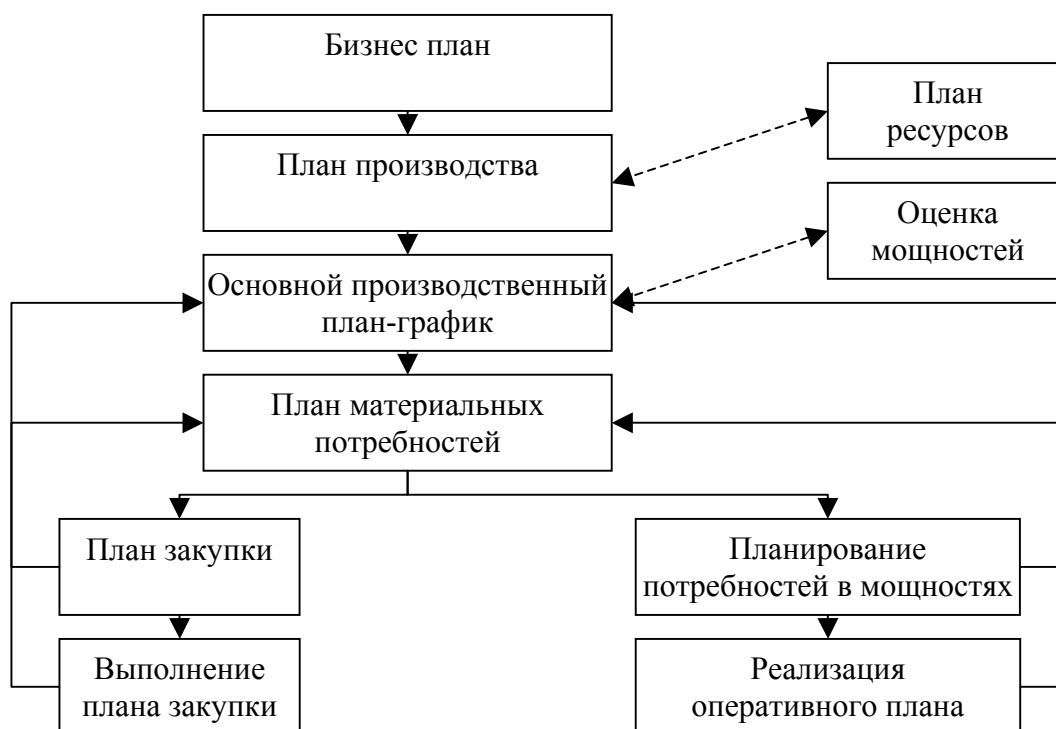 Бизнес план
План
ресурсов
План производства
Оценка
мощностей
Основной производственный
план-график
План материальных
потребностей
План закупки
Планирование
потребностей в мощностях
Выполнение
плана закупки
Реализация
оперативного плана